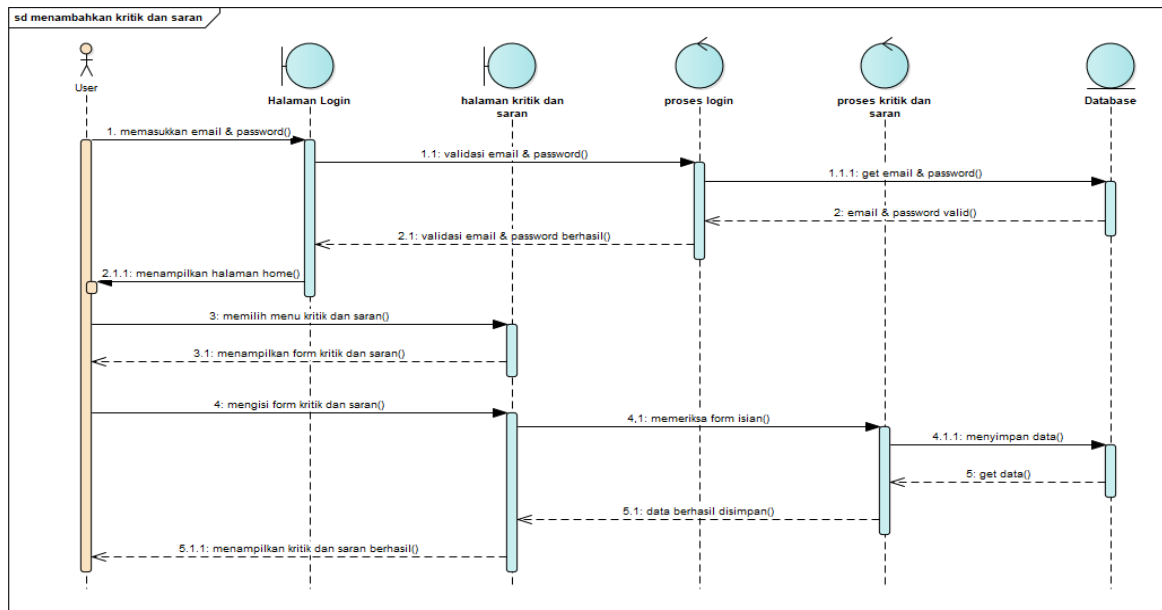 sd menambahkan kritik dan saran
User
Halaman Login
halaman kritik dan
saran
proses login
proses kritik dan
saran
Database
1. memasukkan email & password()
1.1: validasi email & password()
1.1.1: get email & password()
2: email & password valid()
2.1: validasi email & password berhasil()
2.1.1: menampilkan halaman home()
3: memilih menu kritik dan saran()
3.1: menampilkan form kritik dan saran()
4: mengisi form kritik dan saran()
4,1: memeriksa form isian()
4.1.1: menyimpan data()
5: get data()
5.1: data berhasil disimpan()
5.1.1: menampilkan kritik dan saran berhasil()